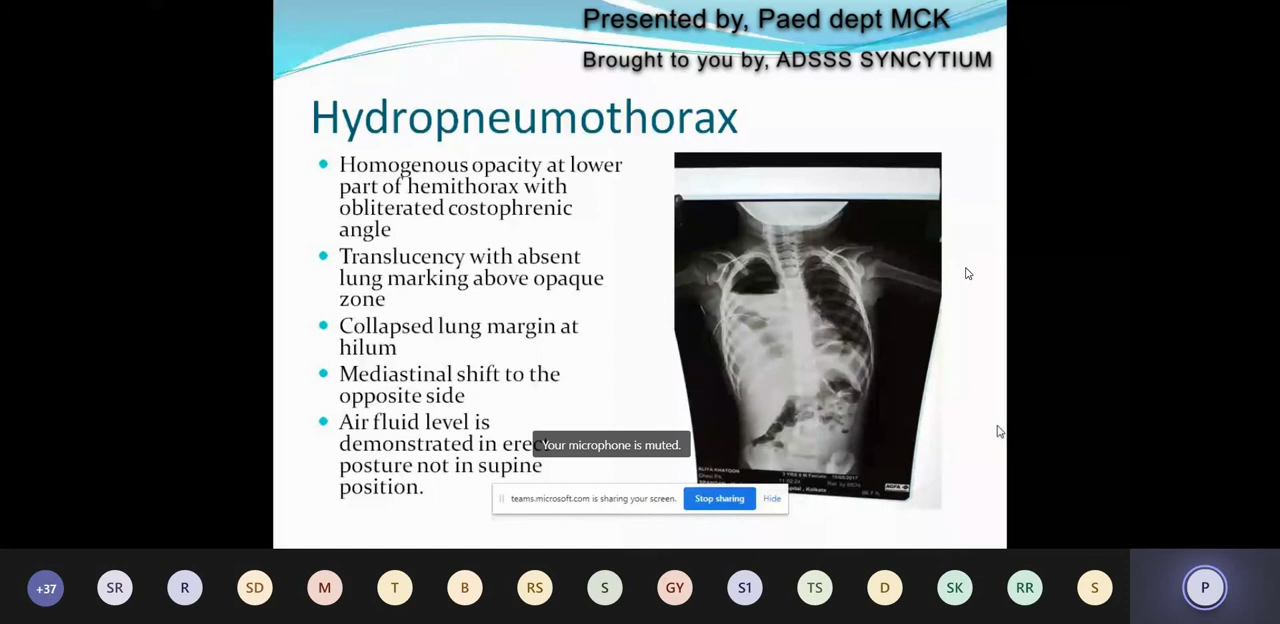 Presented by, Paed dept MCK
Brought to you by, ADSSS SYNCYTIUM
Hydropneumothorax
Homogenous opacity at lower
part of hemithorax with
obliterated costophrenic
angle
Translucency with absent
lung marking above opaque
zone
Collapsed lung margin at
hilum
Mediastinal shift to the
opposite side
Air fluid level is
demonstrated in erec
posture not in supine
position.
Your microphone is muted.
teams.microsoft.com is sharing your screen.
Stop sharing
Hide
ALIYA KHATOON
AGFA
+37
SR
R
SD
M
T
B
RS
S
GY
S1
TS
D
SK
RR
S
P